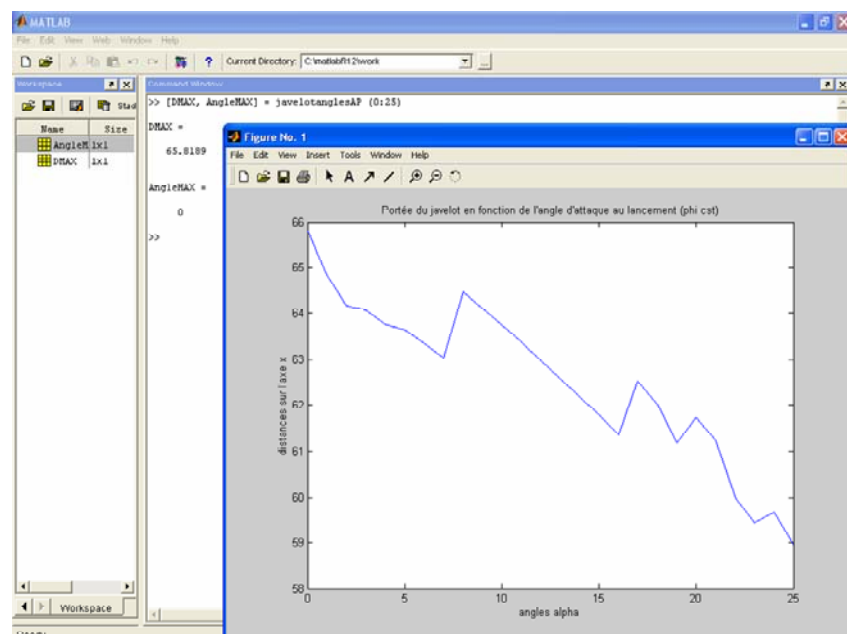 MATLAB
File Edit View Web Window Help
Current Directory: C:\matlabR12\work
Workspace
Stad
Name Size
AngleM 1x1
DMAX 1x1
Workspace
Command Window
>> [DMAX, AngleMAX] = javelotanglesAP (0:25)
DMAX =
65.8189
AngleMAX =
0
>>
Figure No. 1
File Edit View Insert Tools Window Help
Portée du javelot en fonction de l'angle d'attaque au lancement (phi cst)
distances sur l'axe x
66
65
64
63
62
61
60
59
58
0 5 10 15 20 25
angles alpha